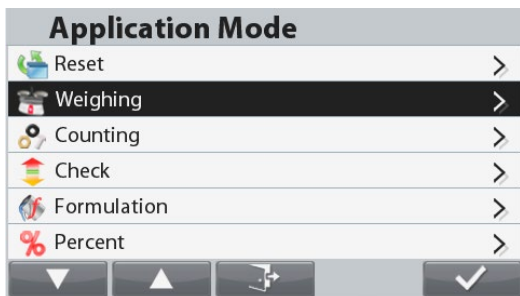 Application Mode
Reset
Weighing
Counting
Check
Formulation
Percent